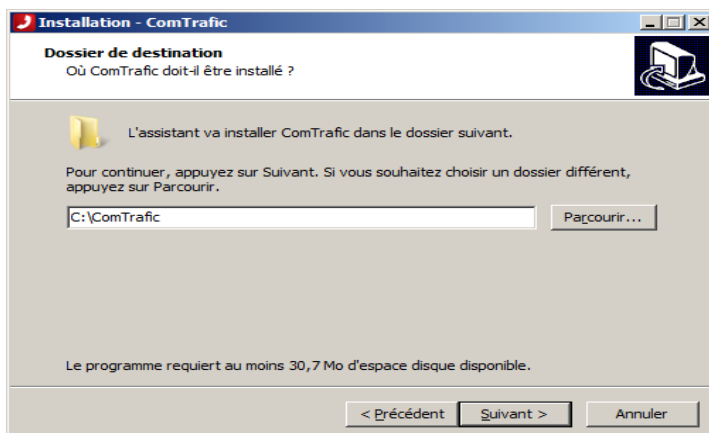 Installation - ComTrafic
Dossier de destination
Où ComTrafic doit-il être installé ?
L'assistant va installer ComTrafic dans le dossier suivant.
Pour continuer, appuyez sur Suivant. Si vous souhaitez choisir un dossier différent,
appuyez sur Parcourir.
C:\ComTrafic
Parcourir...
Le programme requiert au moins 30,7 Mo d'espace disque disponible.
< Précédent
Suivant >
Annuler